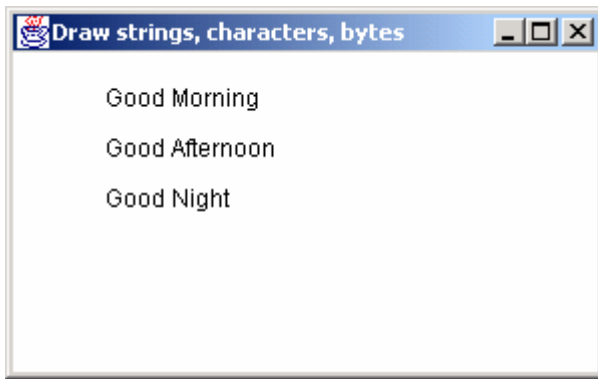 Draw strings, characters, bytes
Good Morning
Good Afternoon
Good Night